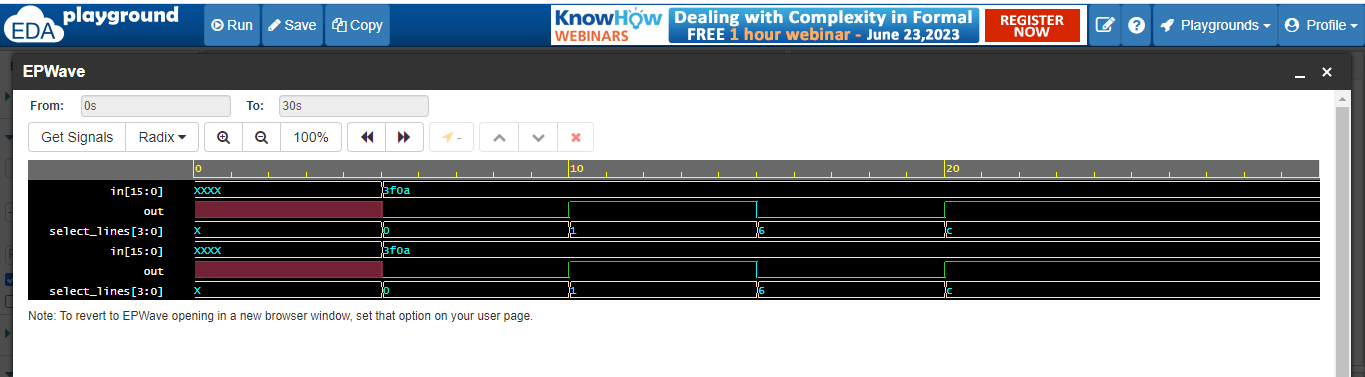 EDA playground Run Save Copy KnowHow WEBINARS Dealing with Complexity in Formal FREE 1 hour webinar - June 23,2023 REGISTER NOW ? Playgrounds Profile
EPWave
From: 0s To: 30s
Get Signals Radix 100% -
0 10 20
in[15:0] XXXX 3f0a
out
select_lines[3:0] X 0 1 6 c
in[15:0] XXXX 3f0a
out
select_lines[3:0] X 0 1 6 c
Note: To revert to EPWave opening in a new browser window, set that option on your user page.